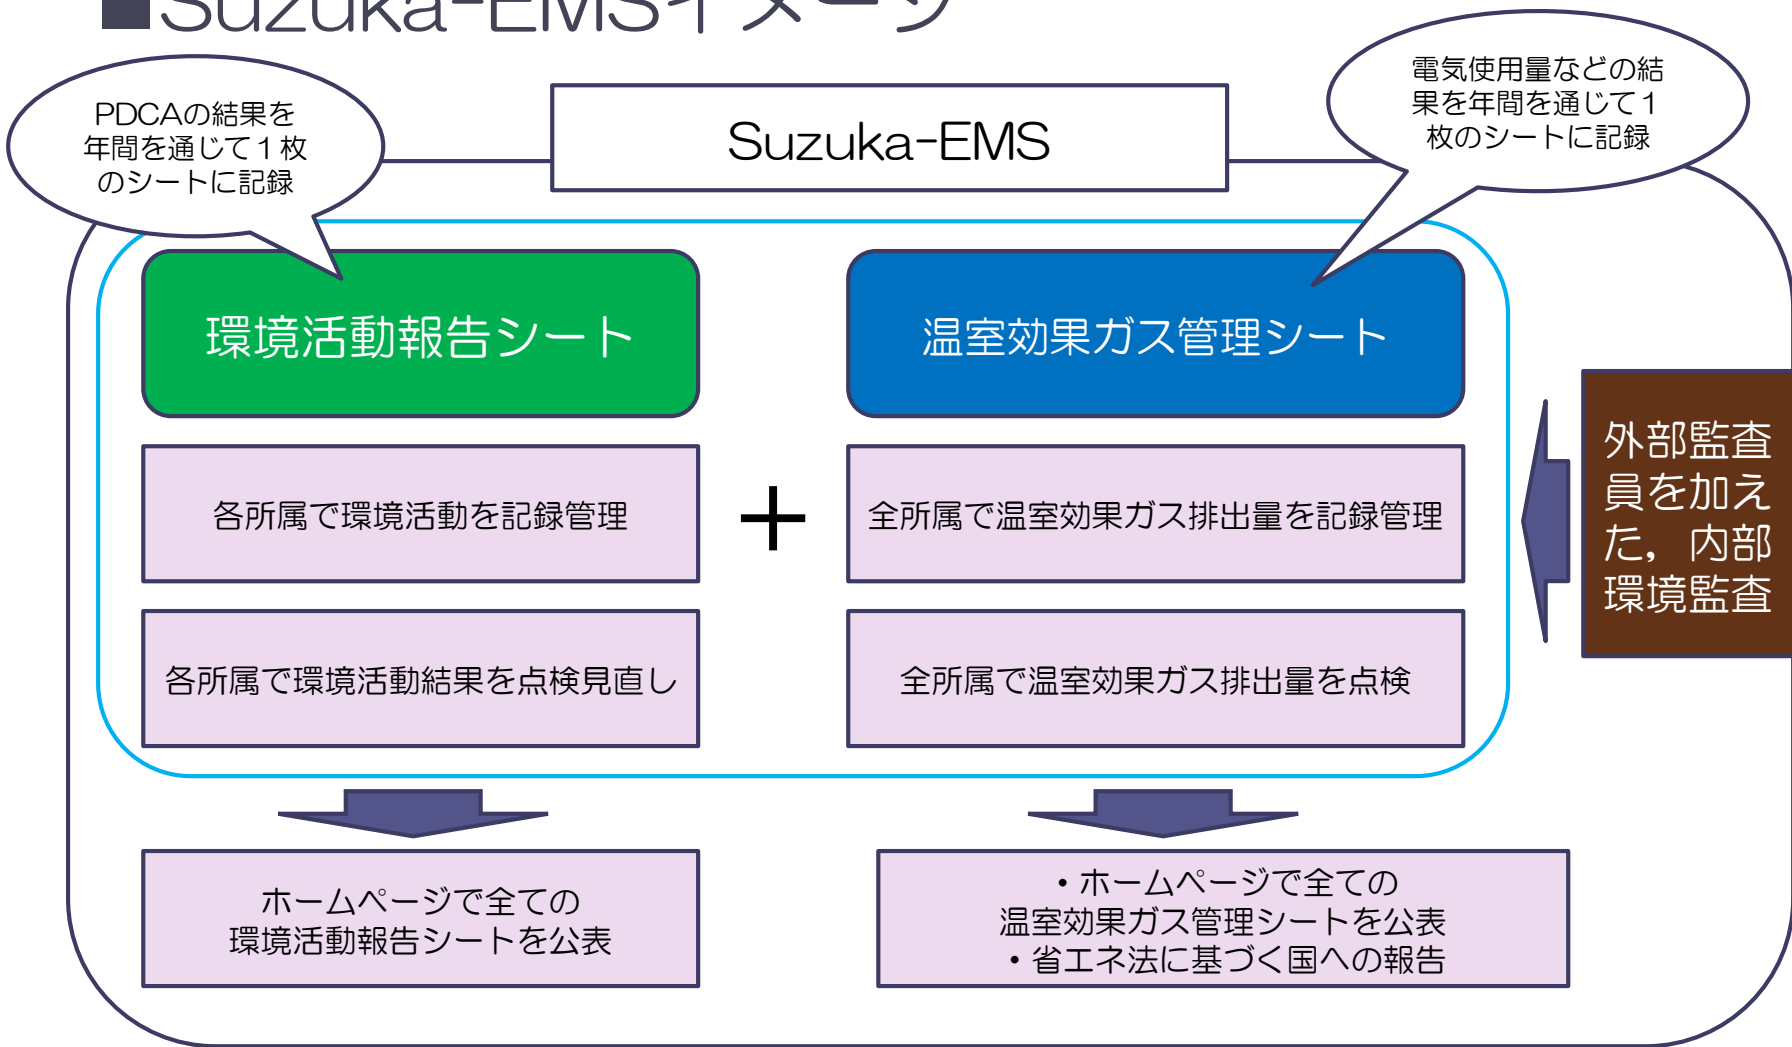 ■Suzuka-EMSイメージ
PDCAの結果を
年間を通じて１枚
のシートに記録
Suzuka-EMS
電気使用量などの結
果を年間を通じて１
枚のシートに記録
環境活動報告シート
温室効果ガス管理シート
各所属で環境活動を記録管理
＋
全所属で温室効果ガス排出量を記録管理
各所属で環境活動結果を点検見直し
全所属で温室効果ガス排出量を点検
外部監査
員を加え
た，内部
環境監査
ホームページで全ての
環境活動報告シートを公表
・ホームページで全ての
温室効果ガス管理シートを公表
・省エネ法に基づく国への報告